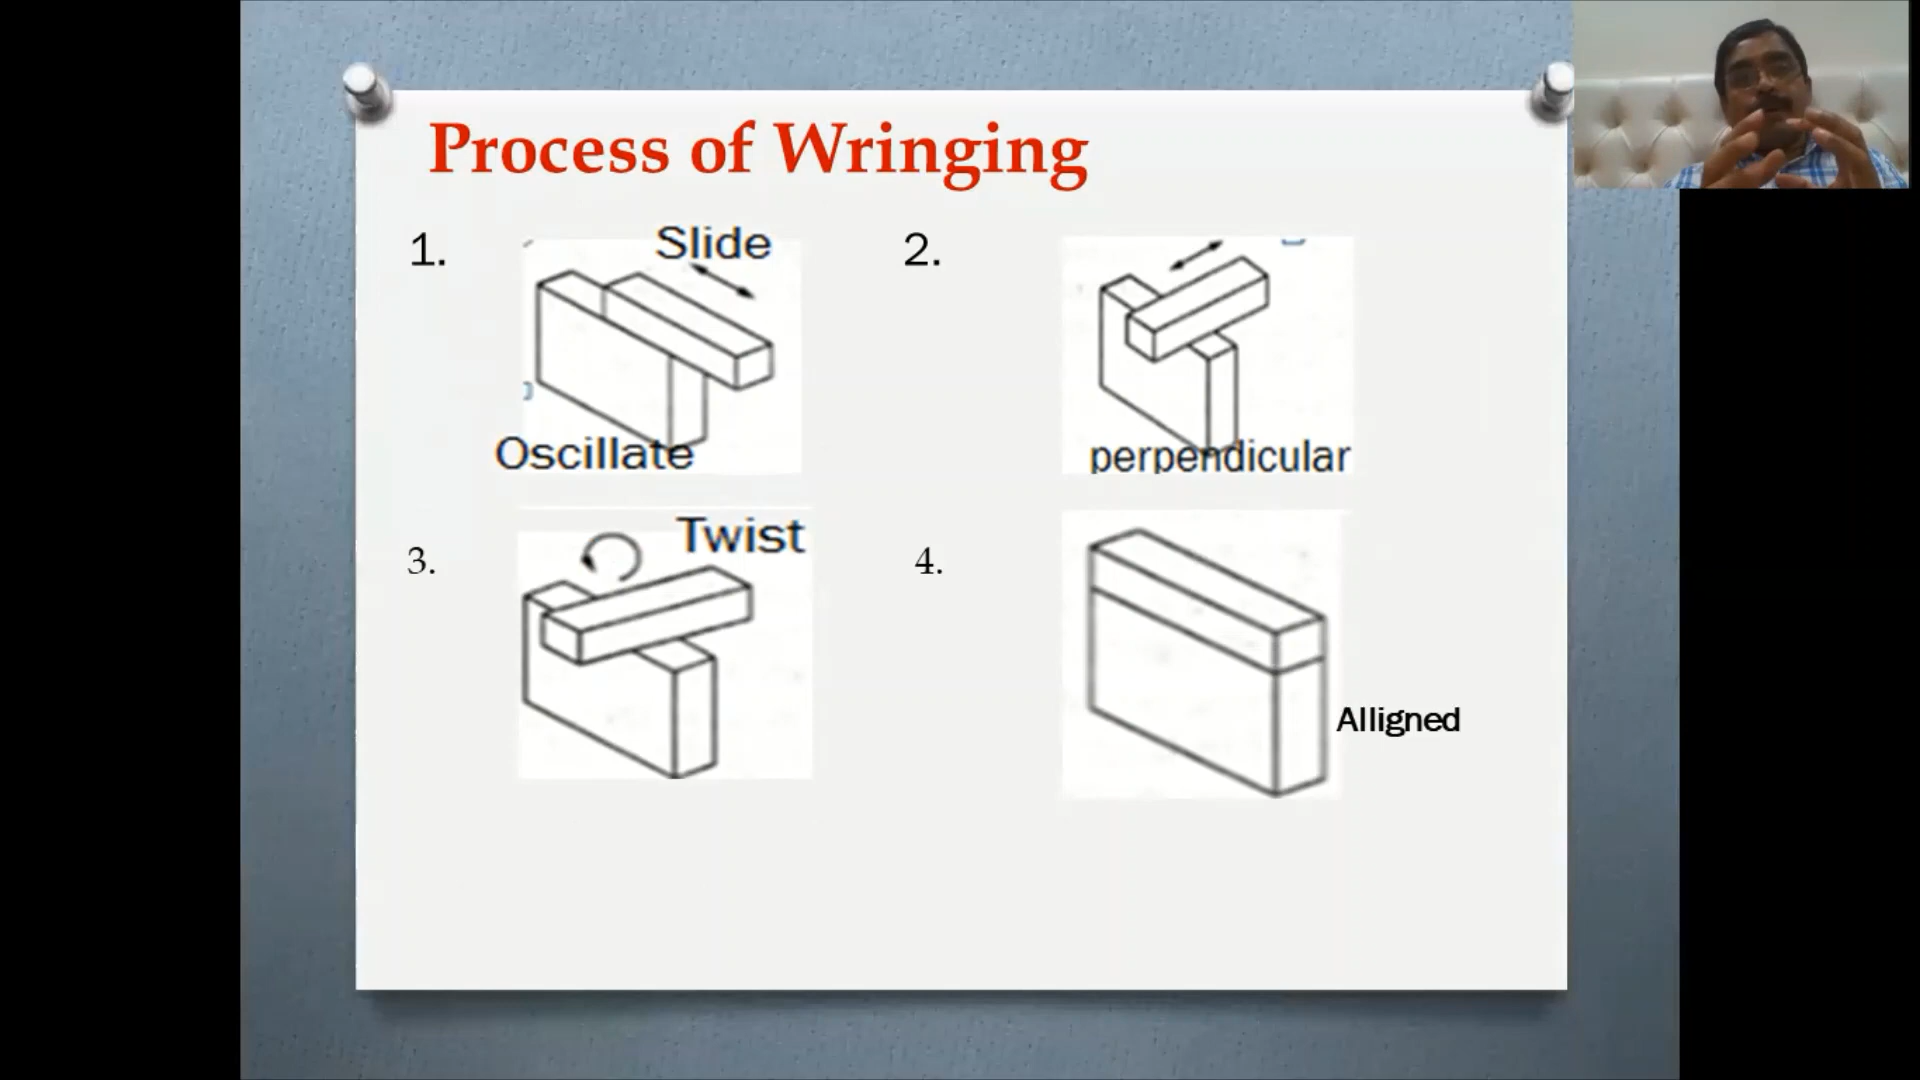 Process of Wringing
1.
Slide
Oscillate
2.
perpendicular
3.
Twist
4.
Alligned